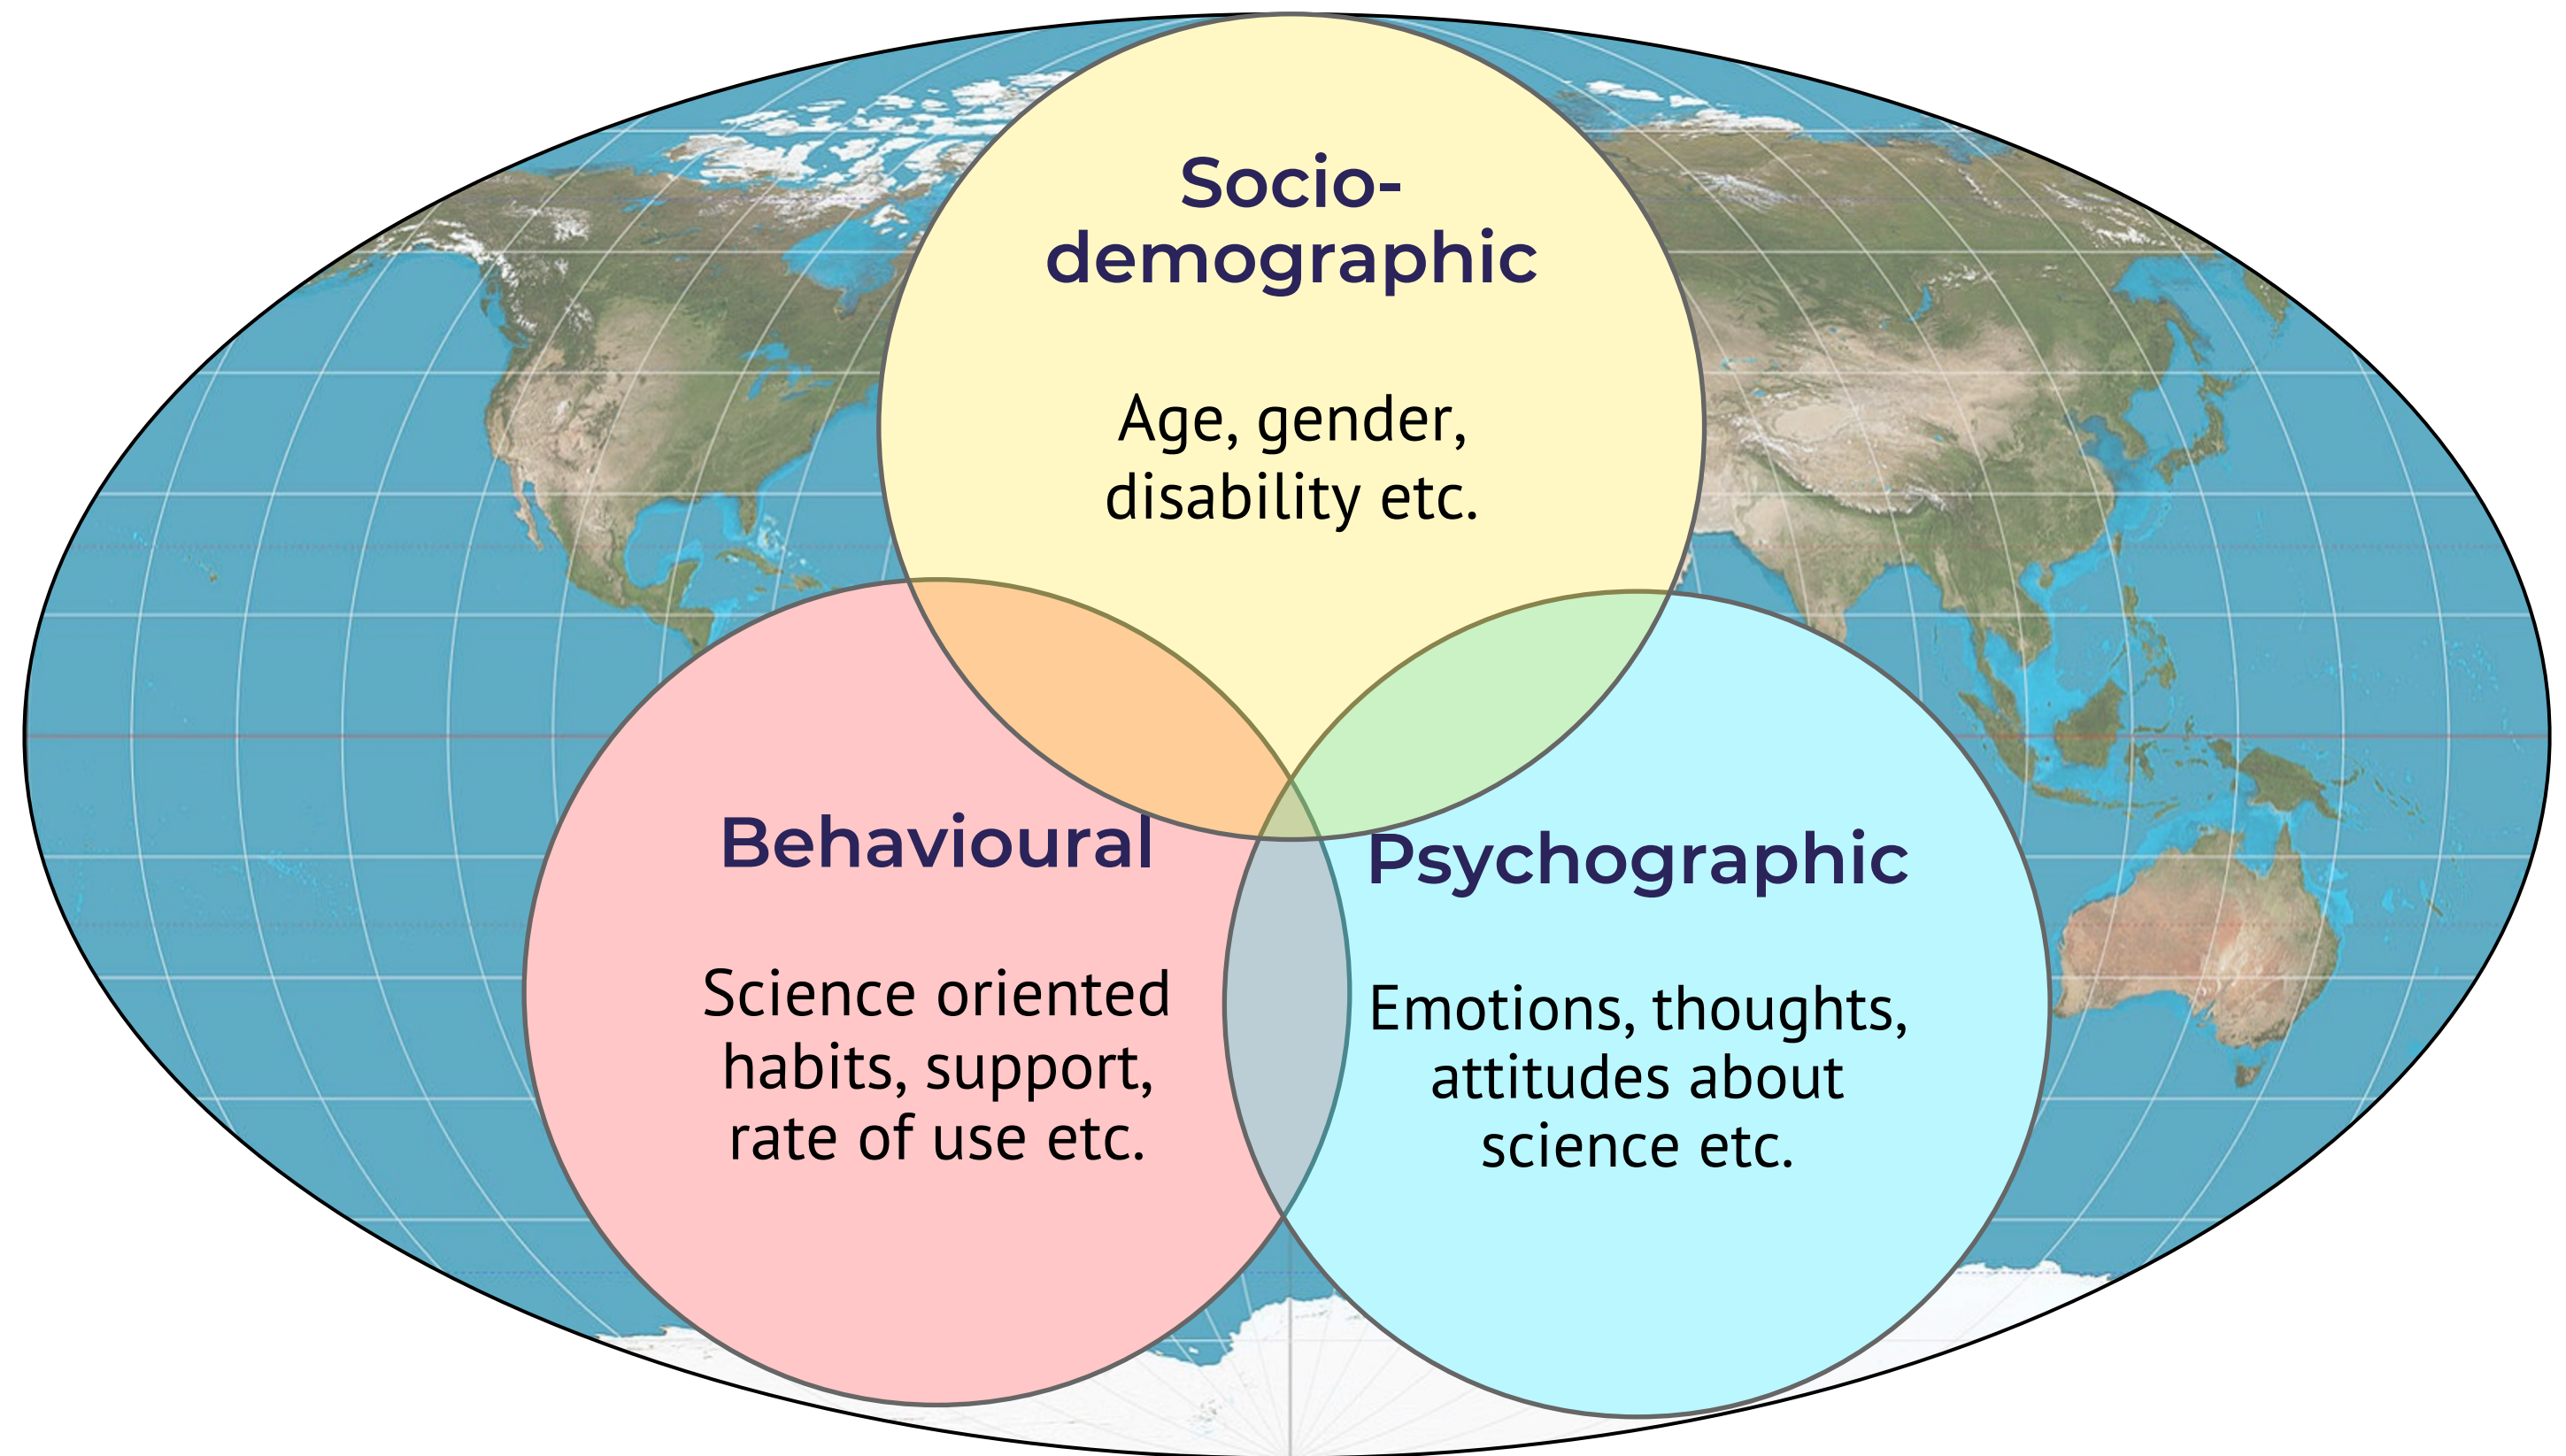 Socio-
demographic
Age, gender,
disability etc.
Behavioural
Science oriented
habits, support,
rate of use etc.
Psychographic
Emotions, thoughts,
attitudes about
science etc.